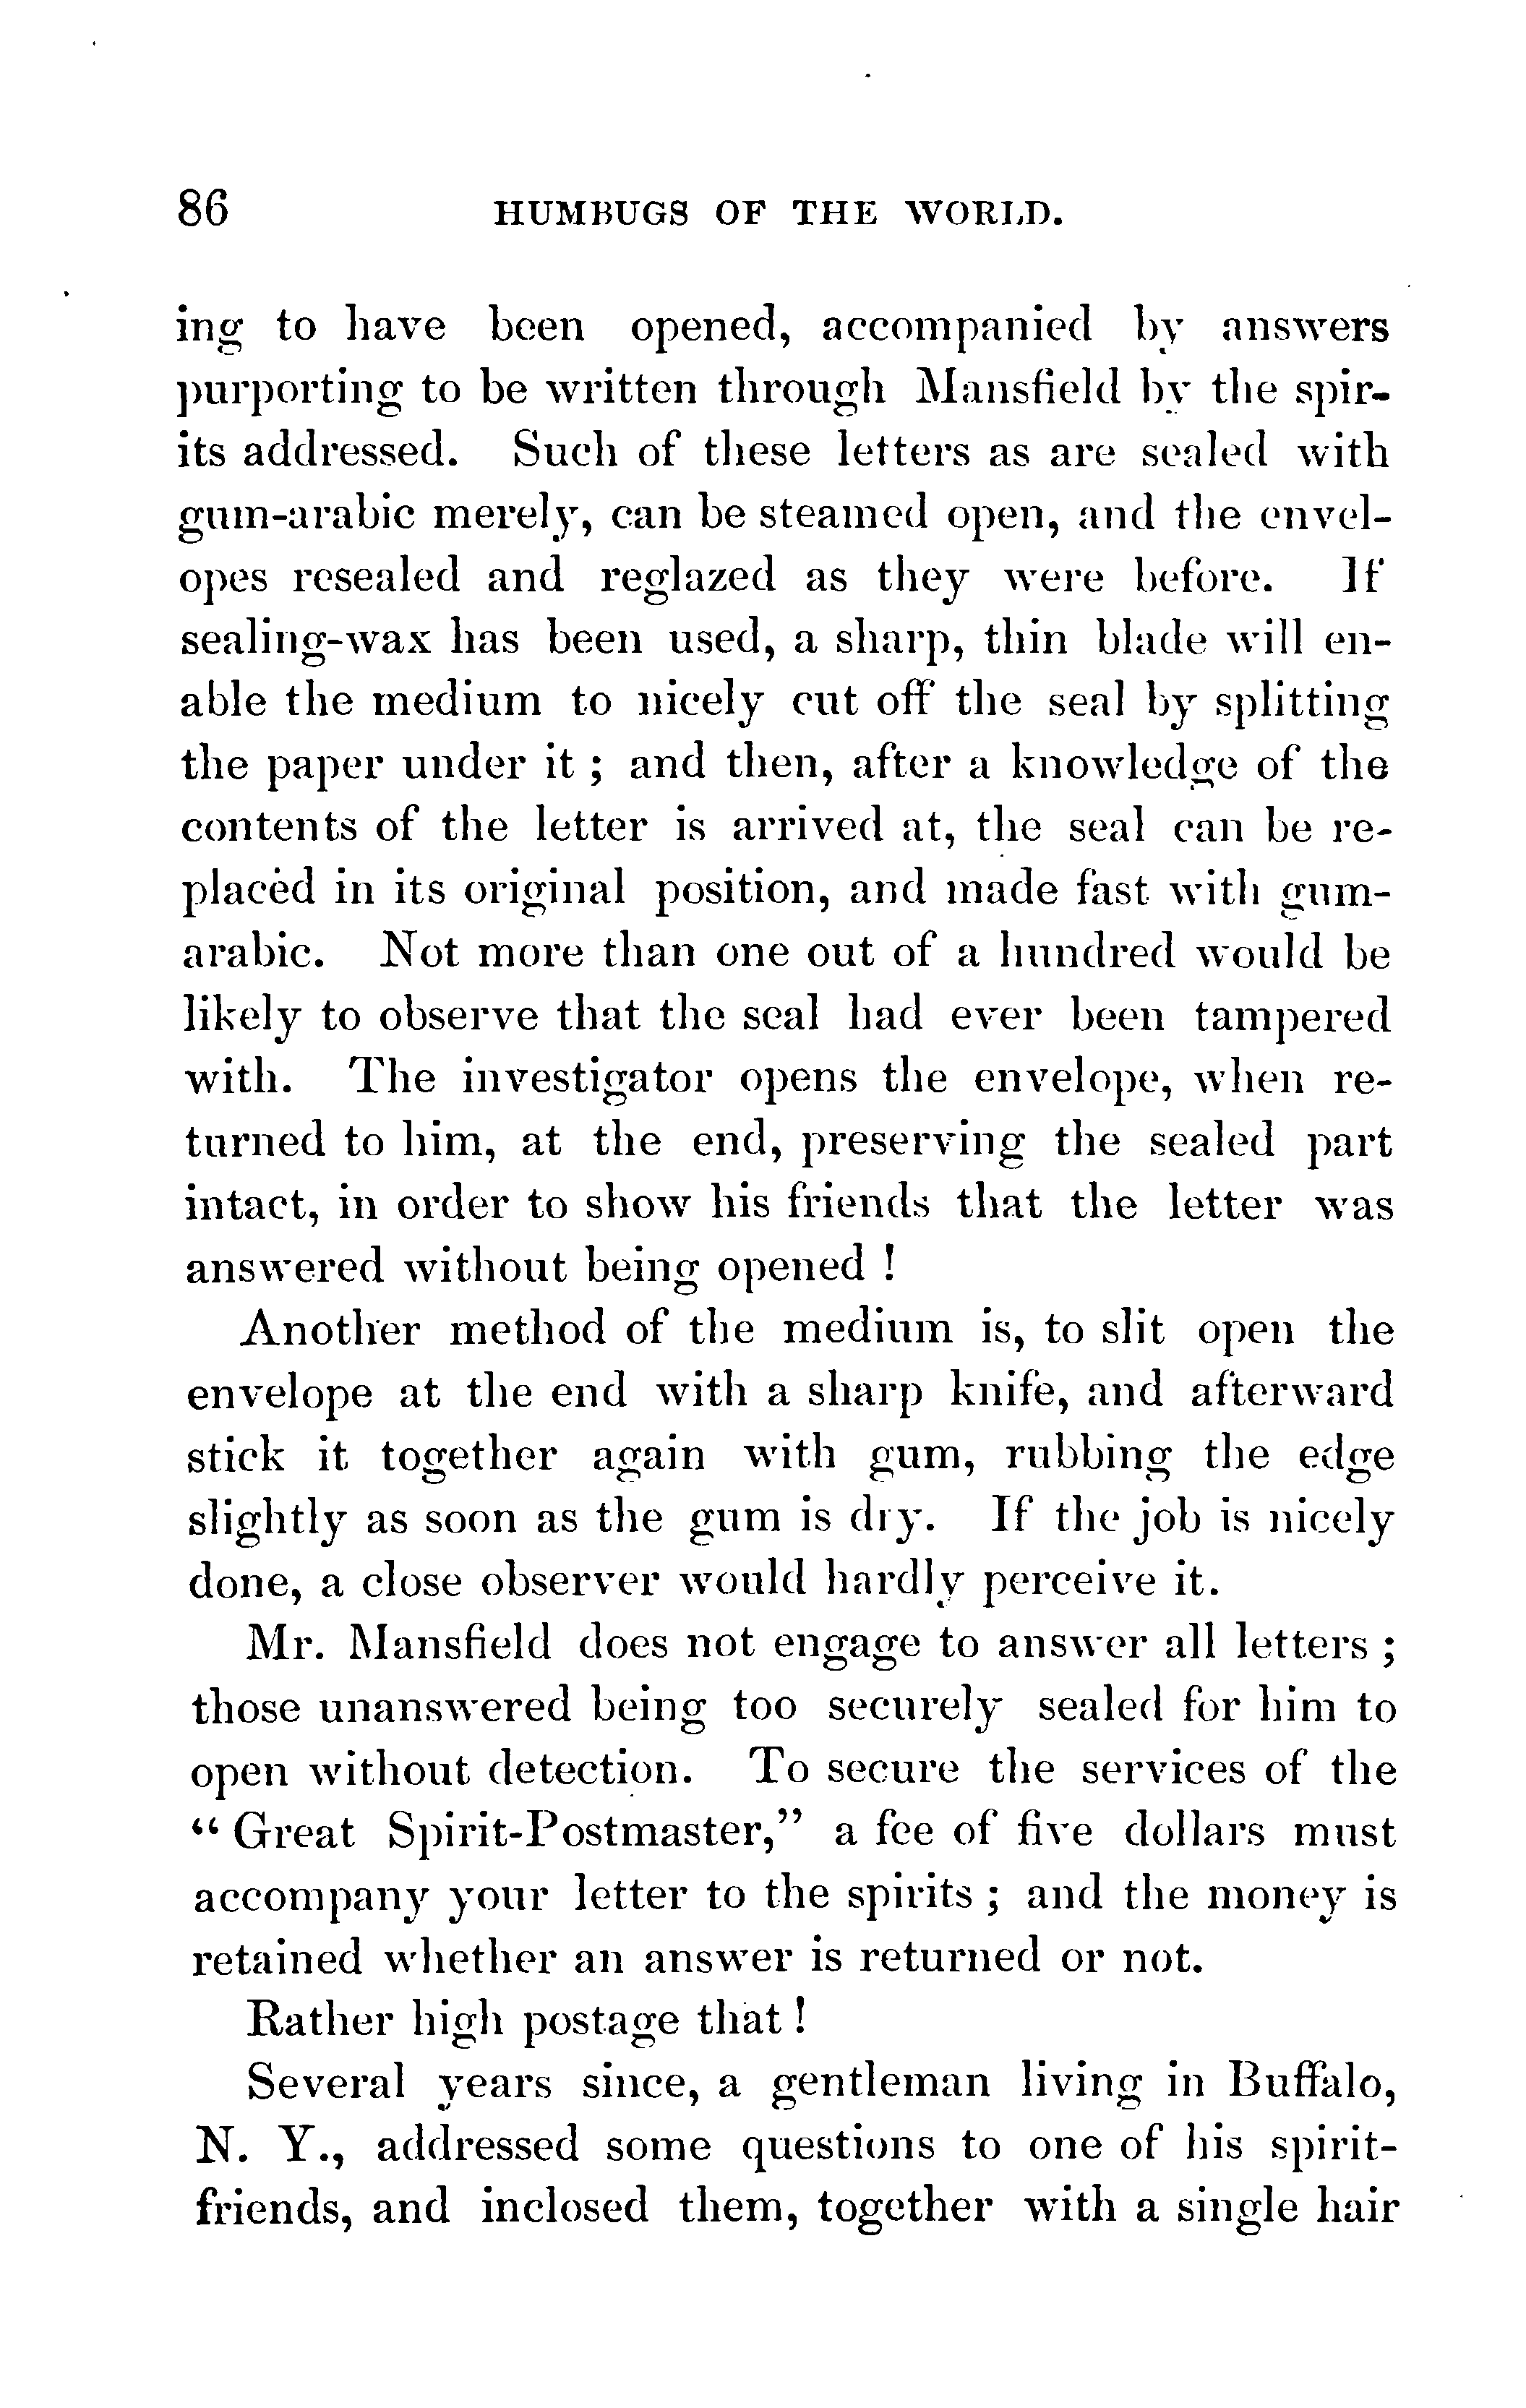 86 HUMBUGS OF THE WORLD.
ing to have been opened, accompanied by answers
purporting to be written through Mansfield by the spir-
its addressed. Such of these letters as are sealed with
gum-arabic merely, can be steamed open, and the envel-
opes resealed and reglazed as they were before. If
sealing-wax has been used, a sharp, thin blade will en-
able the medium to nicely cut off the seal by splitting
the paper under it ; and then, after a knowledge of the
contents of the letter is arrived at, the seal can be re-
placed in its original position, and made fast with gum-
arabic. Not more than one out of a hundred would be
likely to observe that the seal had ever been tampered
with. The investigator opens the envelope, when re-
turned to him, at the end, preserving the sealed part
intact, in order to show his friends that the letter was
answered without being opened !
Another method of the medium is, to slit open the
envelope at the end with a sharp knife, and afterward
stick it together again with gum, rubbing the edge
slightly as soon as the gum is dry. If the job is nicely
done, a close observer would hardly perceive it.
Mr. Mansfield does not engage to answer all letters ;
those unanswered being too securely sealed for him to
open without detection. To secure the services of the
“ Great Spirit-Postmaster,” a fee of five dollars must
accompany your letter to the spirits ; and the money is
retained whether an answer is returned or not.
Rather high postage that !
Several years since, a gentleman living in Buffalo,
N. Y., addressed some questions to one of his spirit-
friends, and inclosed them, together with a single hair